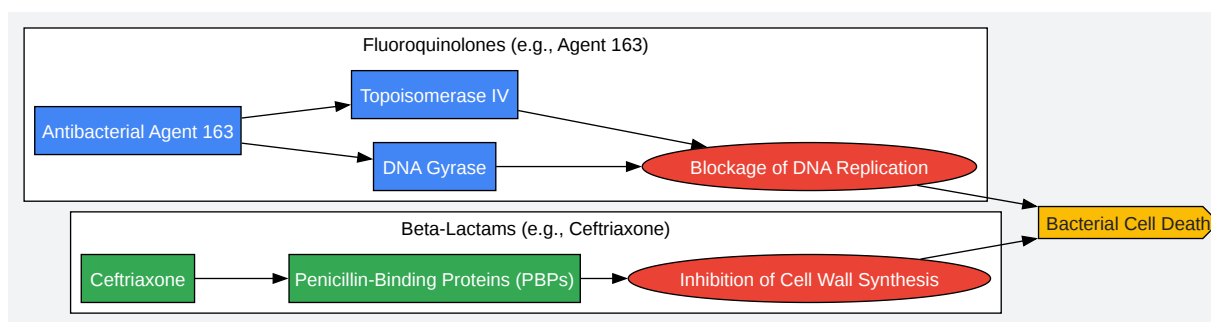 Fluoroquinolones (e.g., Agent 163)
Antibacterial Agent 163
Topoisomerase IV
DNA Gyrase
Blockage of DNA Replication
Beta-Lactams (e.g., Ceftriaxone)
Ceftriaxone
Penicillin-Binding Proteins (PBPs)
Inhibition of Cell Wall Synthesis
Bacterial Cell Death